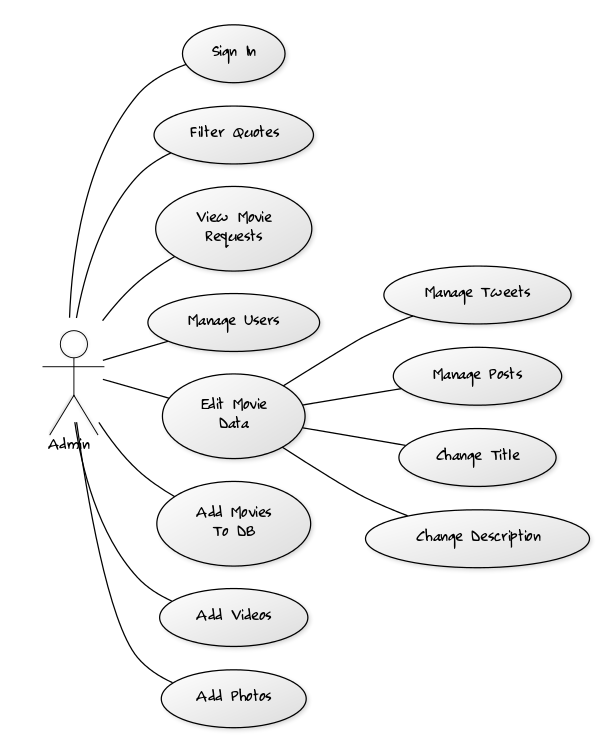 Sign In
Filter Quotes
View Movie
Requests
Manage Users
Manage Tweets
Manage Posts
Edit Movie
Data
Admin
Change Title
Add Movies
To DB
Change Description
Add Videos
Add Photos